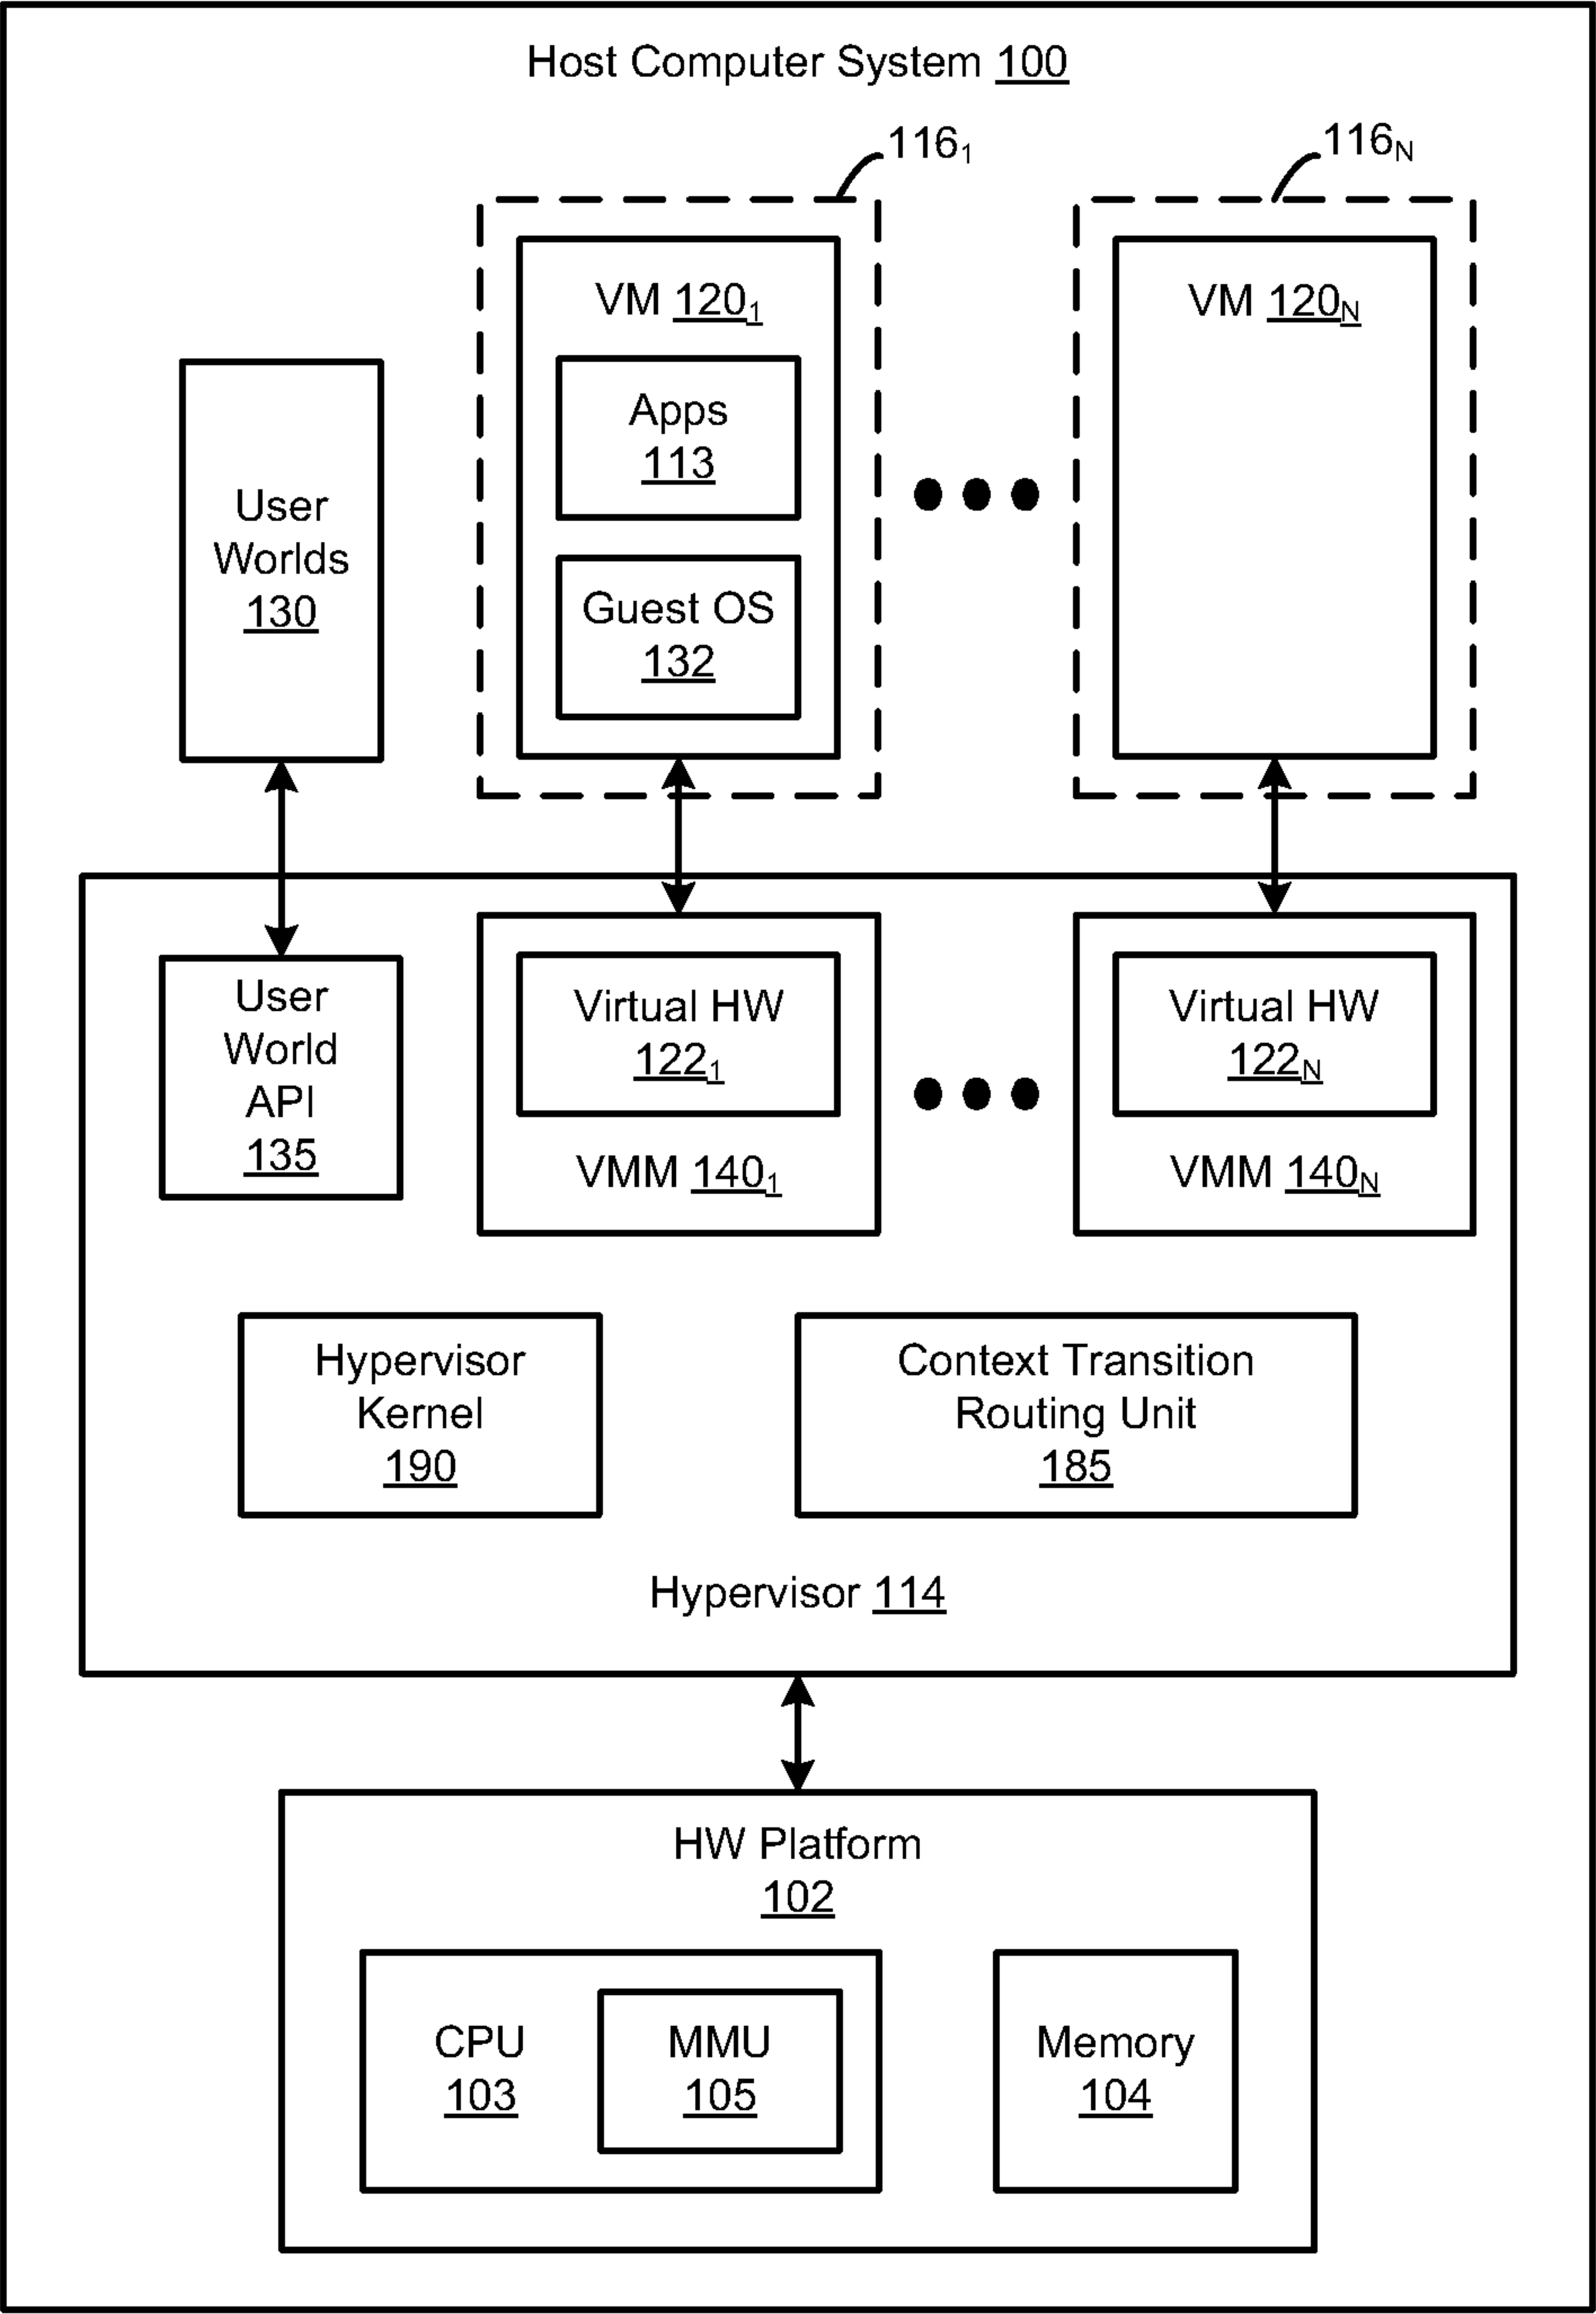 Host Computer System 100
116₁
116N
VM 120₁
VM 120N
Apps
113
Guest OS
132
User
Worlds
130
User
World
API
135
Virtual HW
122₁
VMM 140₁
Virtual HW
122N
VMM 140N
Hypervisor
Kernel
190
Context Transition
Routing Unit
185
Hypervisor 114
HW Platform
102
CPU
103
MMU
105
Memory
104